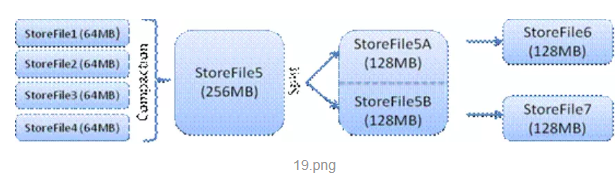 StoreFile1 (64MB)
StoreFile2 (64MB)
StoreFile3 (64MB)
StoreFile4 (64MB)
Compaction
StoreFile5
(256MB)
Split
StoreFile5A
(128MB)
StoreFile5B
(128MB)
StoreFile6
(128MB)
StoreFile7
(128MB)
19.png